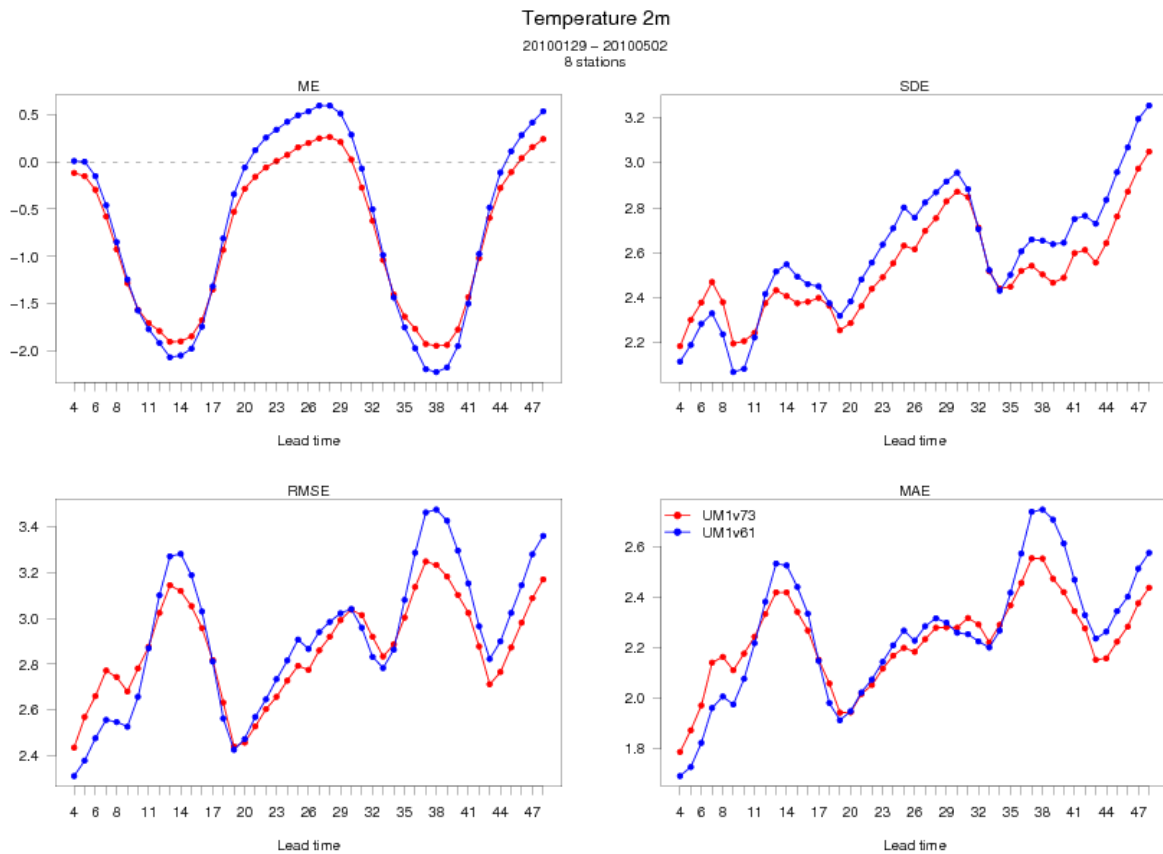 Temperature 2m
20100129 – 20100502
8 stations
ME
0.5
0.0
−0.5
−1.0
−1.5
−2.0
4 6 8 11 14 17 20 23 26 29 32 35 38 41 44 47
Lead time
SDE
3.2
3.0
2.8
2.6
2.4
2.2
4 6 8 11 14 17 20 23 26 29 32 35 38 41 44 47
Lead time
RMSE
3.4
3.2
3.0
2.8
2.6
2.4
4 6 8 11 14 17 20 23 26 29 32 35 38 41 44 47
Lead time
MAE
UM1v73
UM1v61
2.6
2.4
2.2
2.0
1.8
4 6 8 11 14 17 20 23 26 29 32 35 38 41 44 47
Lead time